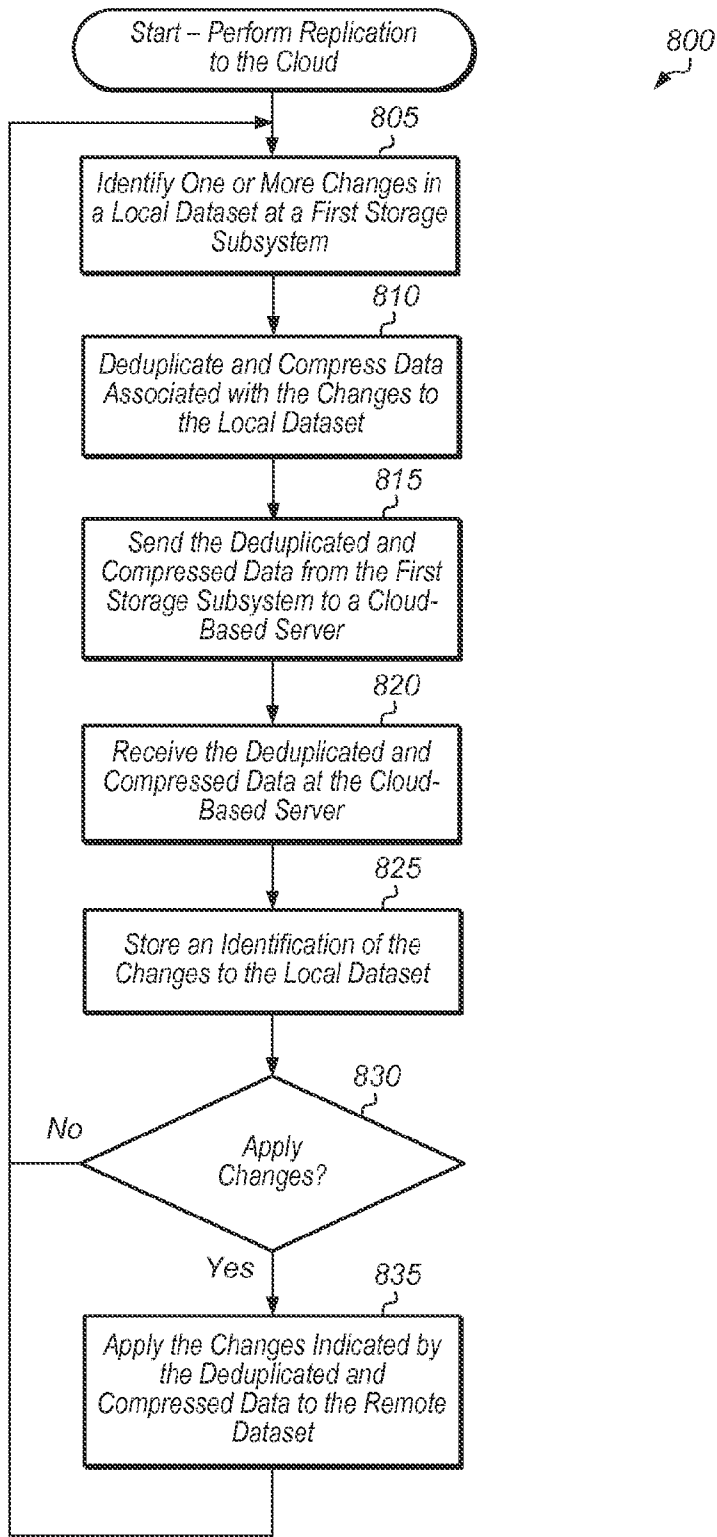 Start – Perform Replication
to the Cloud
800
805
Identify One or More Changes in
a Local Dataset at a First Storage
Subsystem
810
Deduplicate and Compress Data
Associated with the Changes to
the Local Dataset
815
Send the Deduplicated and
Compressed Data from the First
Storage Subsystem to a Cloud-
Based Server
820
Receive the Deduplicated and
Compressed Data at the Cloud-
Based Server
825
Store an Identification of the
Changes to the Local Dataset
830
No
Apply
Changes?
Yes
835
Apply the Changes Indicated by
the Deduplicated and
Compressed Data to the Remote
Dataset